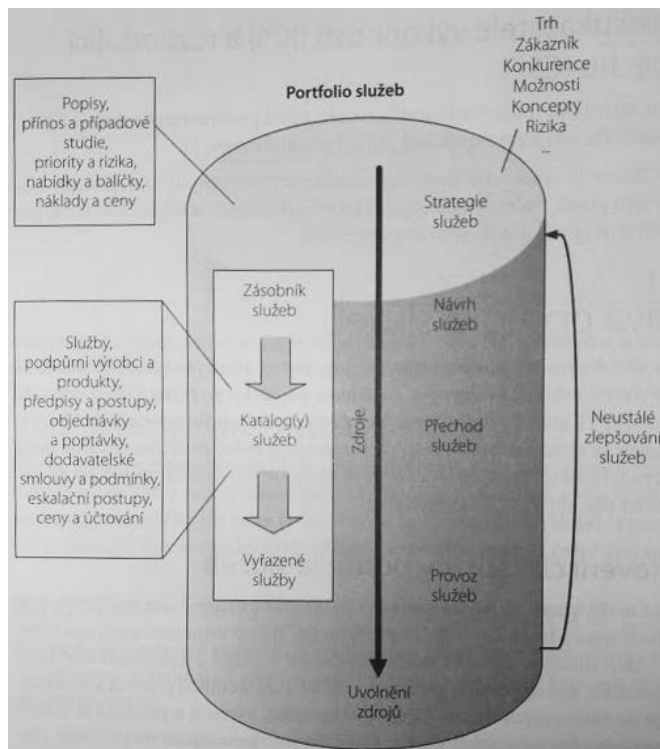 ukazatele výkonnosti
Trh
Zákazník
Konkurence
Možnosti
Koncepty
Rizika
...
Portfolio služeb
Popisy,
přínos a případové
studie,
priority a rizika,
nabídky a balíčky,
náklady a ceny
Strategie
služeb
Zásobník
služeb
Návrh
služeb
Služby,
podpůrní výrobci a
produkty,
předpisy a postupy,
objednávky
a poptávky,
dodavatelské
smlouvy a podmínky,
eskalační postupy,
ceny a účtování
Katalog(y)
služeb
Zdroje
Přechod
služeb
Neustálé
zlepšování
služeb
Vyřazené
služby
Provoz
služeb
Uvolnění
zdrojů